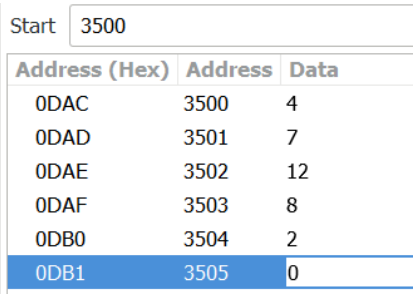 Start 3500
Address (Hex) Address Data
0DAC 3500 4
0DAD 3501 7
0DAE 3502 12
0DAF 3503 8
0DB0 3504 2
0DB1 3505 0